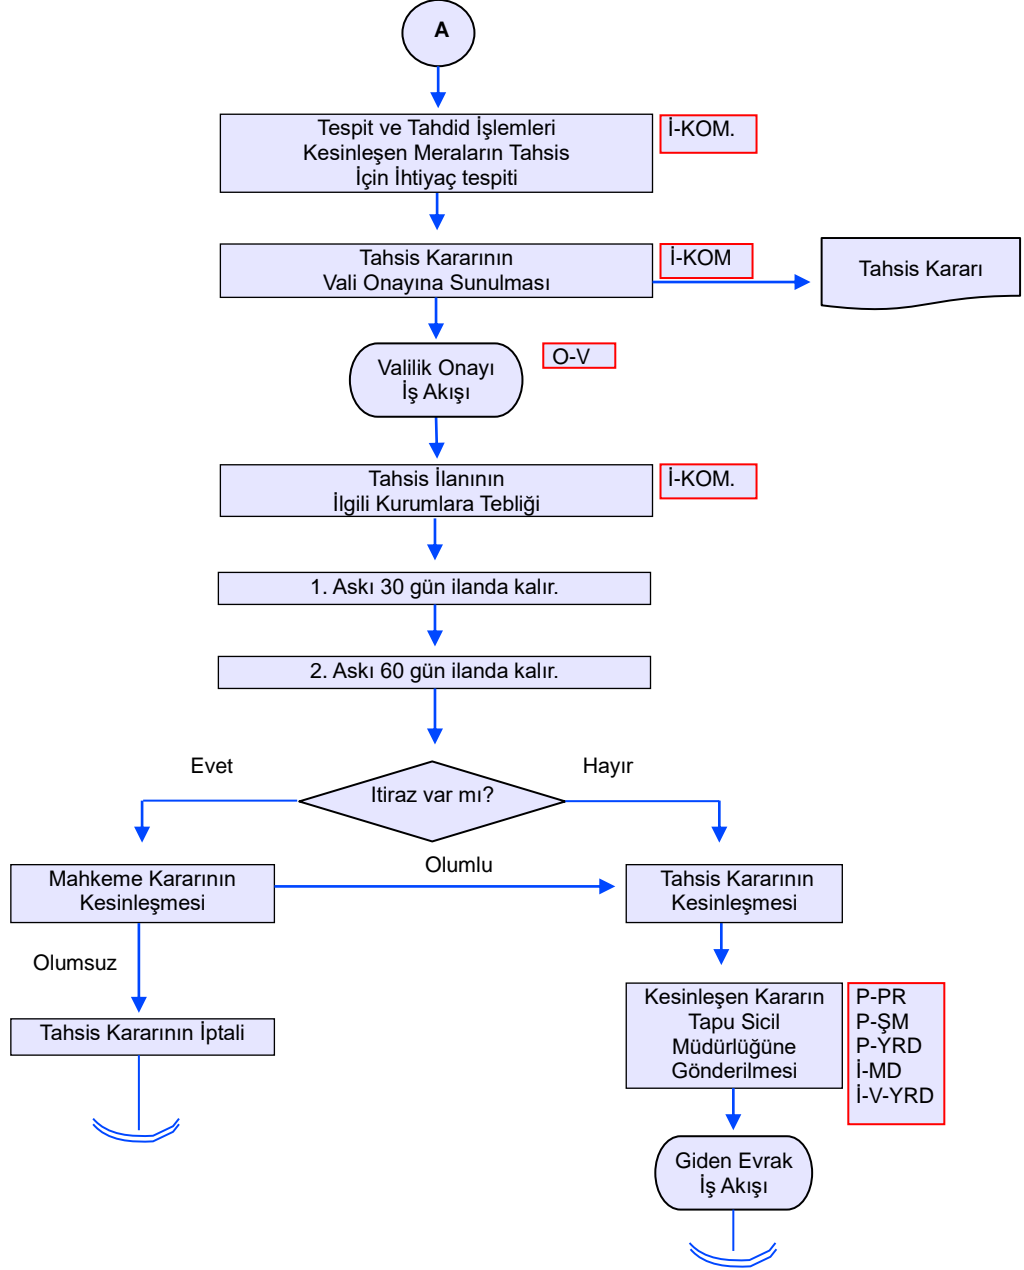 A
Tespit ve Tahdid İşlemleri
Kesinleşen Meraların Tahsis
İçin İhtiyaç tespiti
İ-KOM.
Tahsis Kararının
Vali Onayına Sunulması
İ-KOM
Tahsis Kararı
Valilik Onayı
İş Akışı
O-V
Tahsis İlanının
İlgili Kurumlara Tebliği
İ-KOM.
1. Askı 30 gün ilanda kalır.
2. Askı 60 gün ilanda kalır.
Evet
Itiraz var mı?
Hayır
Mahkeme Kararının
Kesinleşmesi
Olumlu
Tahsis Kararının
Kesinleşmesi
Olumsuz
Tahsis Kararının İptali
Kesinleşen Kararın
Tapu Sicil
Müdürlüğüne
Gönderilmesi
P-PR
P-ŞM
P-YRD
İ-MD
İ-V-YRD
Giden Evrak
İş Akışı